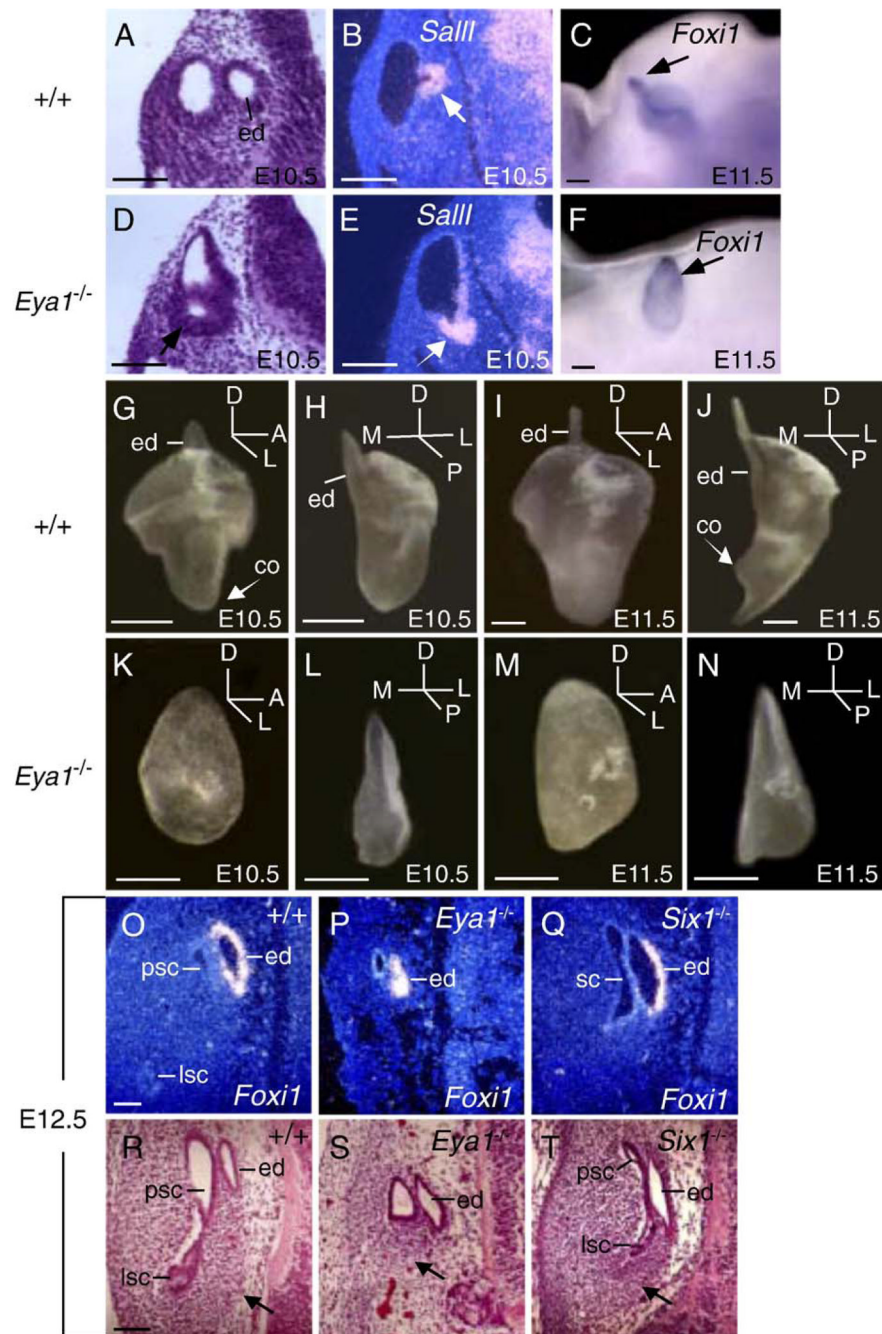 A
B
SalII
C
Foxi1
+/+
ed
E10.5
E10.5
E11.5
D
E
SalII
F
Foxi1
Eya1-/-
E10.5
E10.5
E11.5
G
D
H
I
D
J
D
ed
A
L
M
L
P
ed
A
L
M
L
P
ed
ed
+/+
co
co
E10.5
E10.5
E11.5
E11.5
K
D
L
D
M
D
N
D
A
L
M
L
P
A
L
M
L
P
Eya1-/-
E10.5
E10.5
E11.5
E11.5
O
+/+
P
Eya1-/-
Q
Six1-/-
psc
ed
ed
sc
ed
lsc
Foxi1
Foxi1
Foxi1
E12.5
R
+/+
S
Eya1-/-
T
Six1-/-
psc
ed
ed
psc
ed
lsc
lsc